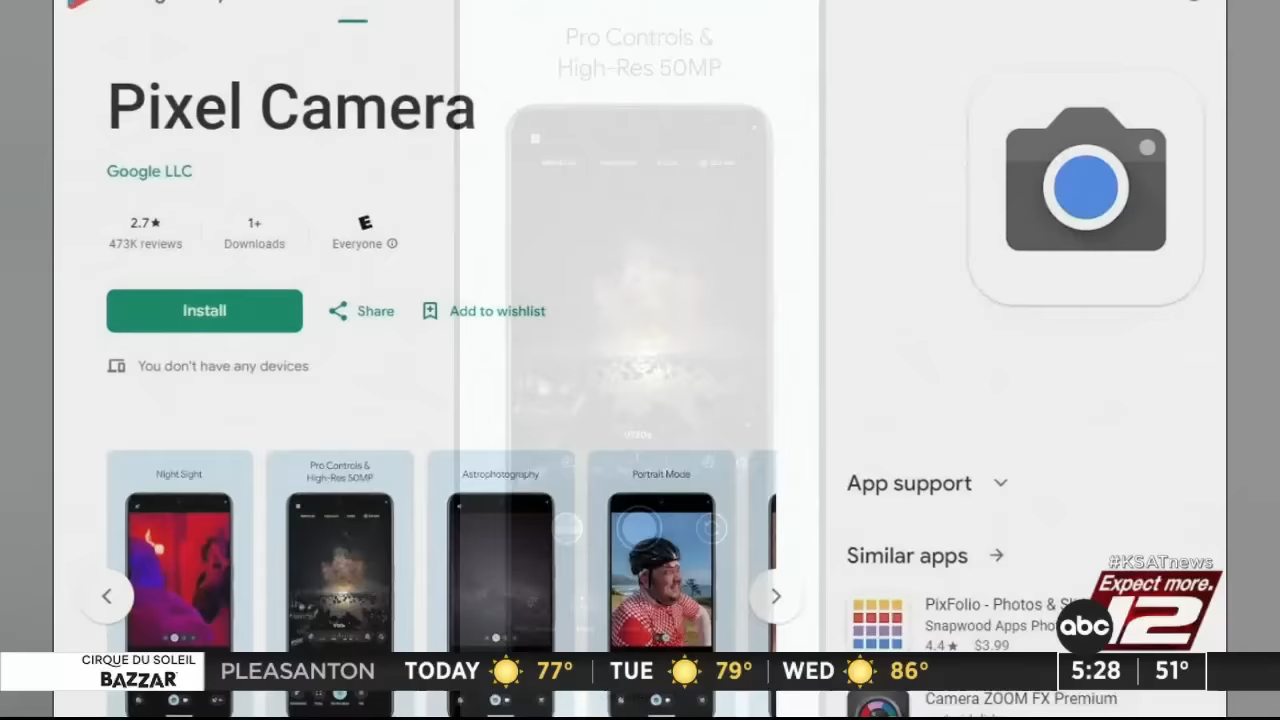 Pro Controls &
High-Res 50MP
Pixel Camera
Google LLC
2.7★
473K reviews
1+
Downloads
E
Everyone
Install
Share
Add to wishlist
You don't have any devices
Night Sight
Pro Controls &
High-Res 50MP
Astrophotography
Portrait Mode
App support
Similar apps
PixFolio - Photos &
Snapwood Apps
4.4★ $3.99
Camera ZOOM FX Premium
#KSATnews
Expect more.
abc 12
CIRQUE DU SOLEIL
BAZZAR
PLEASANTON
TODAY 77° TUE 79° WED 86°
5:28 51°